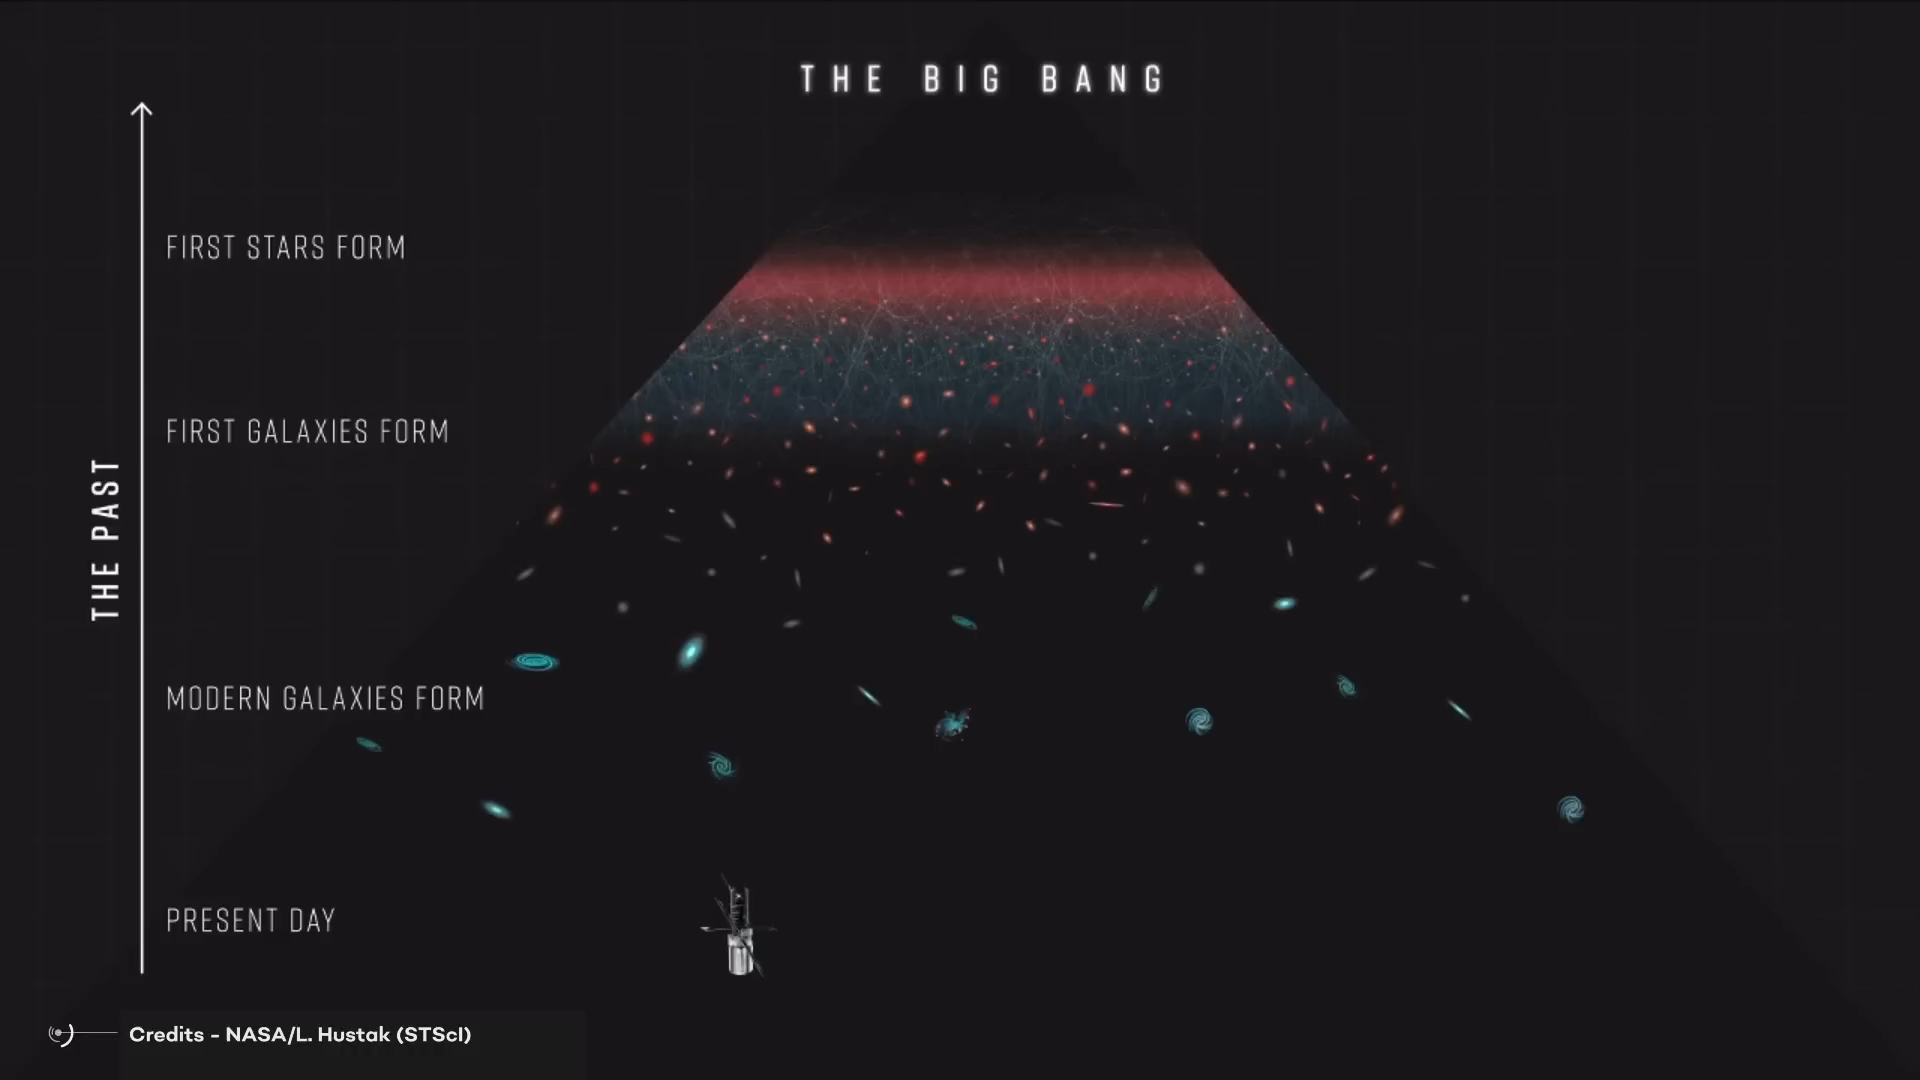 THE BIG BANG
FIRST STARS FORM
FIRST GALAXIES FORM
THE PAST
MODERN GALAXIES FORM
PRESENT DAY
Credits - NASA/L. Hustak (STScI)